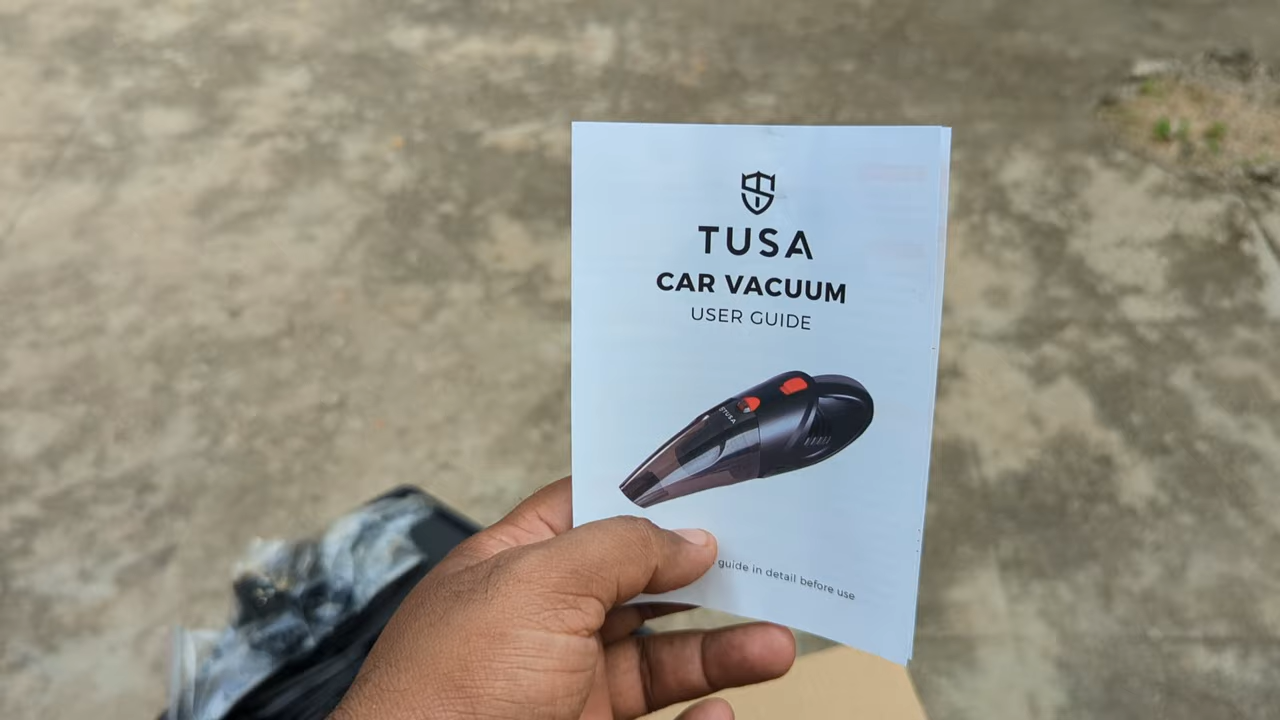 TUSA
CAR VACUUM
USER GUIDE
TUSA
guide in detail before use